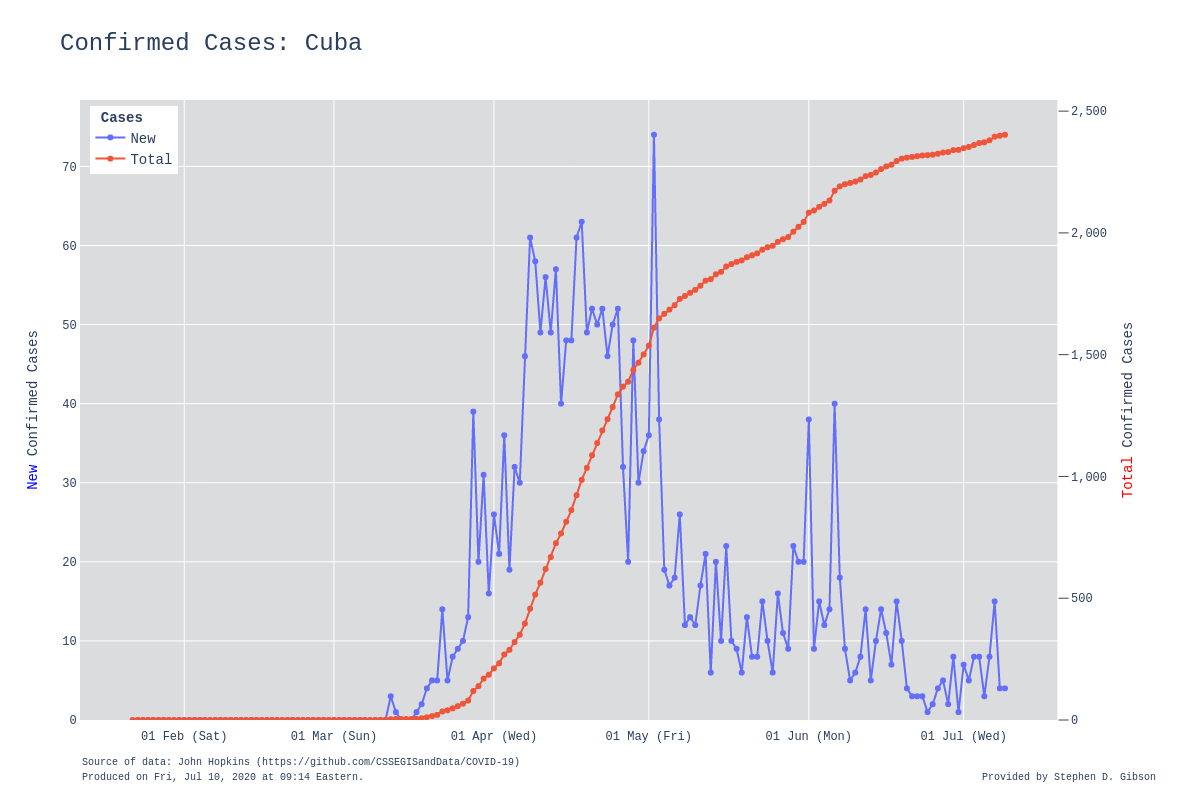 Confirmed Cases: Cuba
Cases
New
Total
70
60
50
40
30
20
10
0
New Confirmed Cases
2,500
2,000
1,500
1,000
500
0
Total Confirmed Cases
01 Feb (Sat)
01 Mar (Sun)
01 Apr (Wed)
01 May (Fri)
01 Jun (Mon)
01 Jul (Wed)
Source of data: John Hopkins (https://github.com/CSSEGISandData/COVID-19)
Produced on Fri, Jul 10, 2020 at 09:14 Eastern.
Provided by Stephen D. Gibson